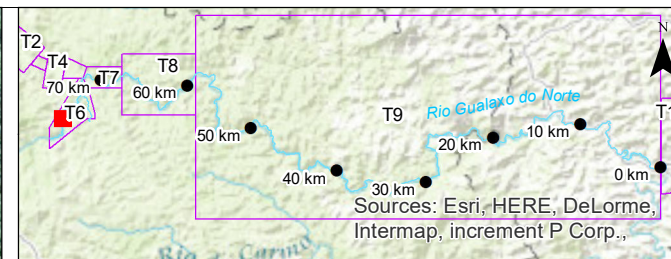 N
T2
T4
T7
T8
70 km
60 km
T6
T9
Rio Gualaxo do Norte
50 km
20 km
10 km
40 km
30 km
0 km
Sources: Esri, HERE, DeLorme,
Intermap, increment P Corp.,